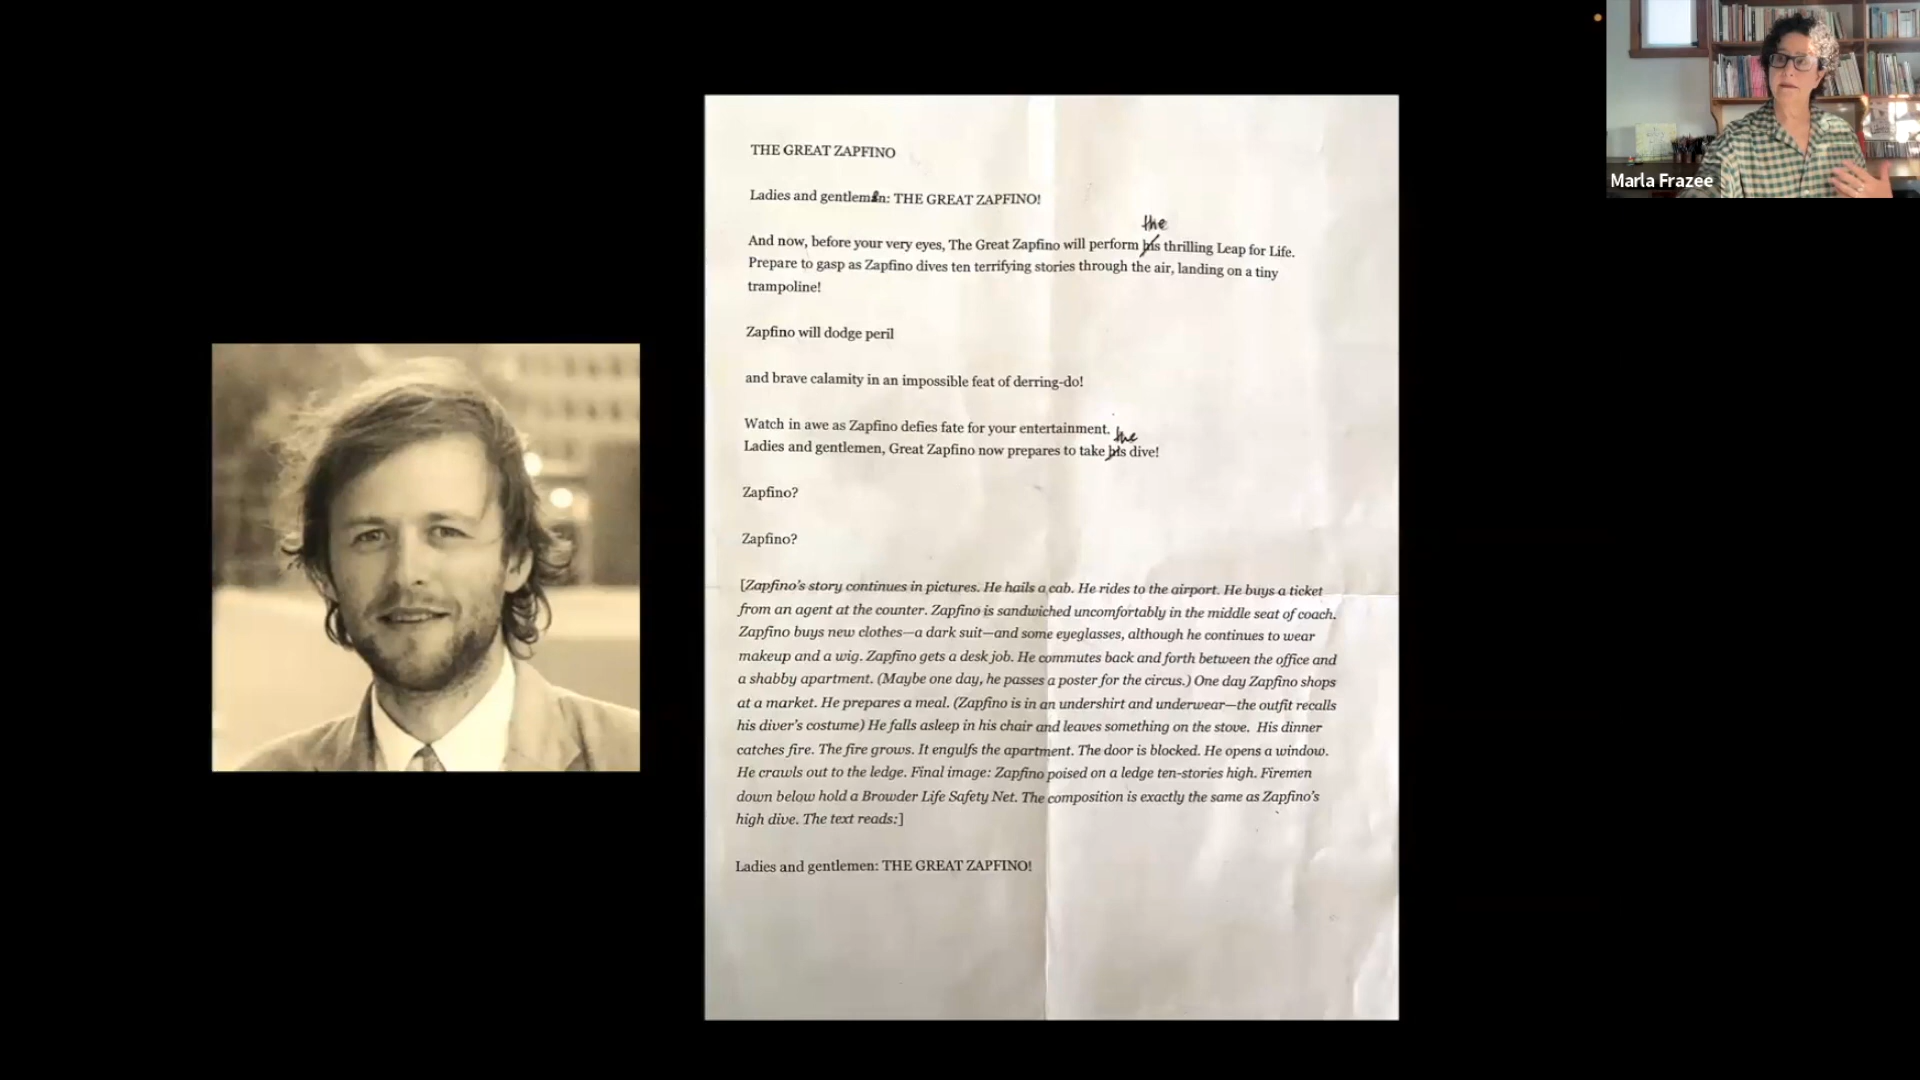 Marla Frazee
THE GREAT ZAPFINO
Ladies and gentlemen: THE GREAT ZAPFINO!
the
And now, before your very eyes, The Great Zapfino will perform his thrilling Leap for Life.
Prepare to gasp as Zapfino dives ten terrifying stories through the air, landing on a tiny
trampoline!
Zapfino will dodge peril
and brave calamity in an impossible feat of derring-do!
Watch in awe as Zapfino defies fate for your entertainment.
the
Ladies and gentlemen, Great Zapfino now prepares to take his dive!
Zapfino?
Zapfino?
[Zapfino's story continues in pictures. He hails a cab. He rides to the airport. He buys a ticket
from an agent at the counter. Zapfino is sandwiched uncomfortably in the middle seat of coach.
Zapfino buys new clothes—a dark suit—and some eyeglasses, although he continues to wear
makeup and a wig. Zapfino gets a desk job. He commutes back and forth between the office and
a shabby apartment. (Maybe one day, he passes a poster for the circus.) One day Zapfino shops
at a market. He prepares a meal. (Zapfino is in an undershirt and underwear—the outfit recalls
his diver's costume) He falls asleep in his chair and leaves something on the stove. His dinner
catches fire. The fire grows. It engulfs the apartment. The door is blocked. He opens a window.
He crawls out to the ledge. Final image: Zapfino poised on a ledge ten-stories high. Firemen
down below hold a Browder Life Safety Net. The composition is exactly the same as Zapfino's
high dive. The text reads:]
Ladies and gentlemen: THE GREAT ZAPFINO!